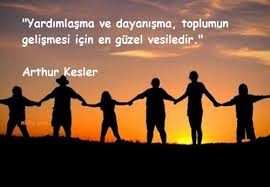 "Yardımlaşma ve dayanışma, toplumun
gelişmesi için en güzel vesiledir."
Arthur Kesler